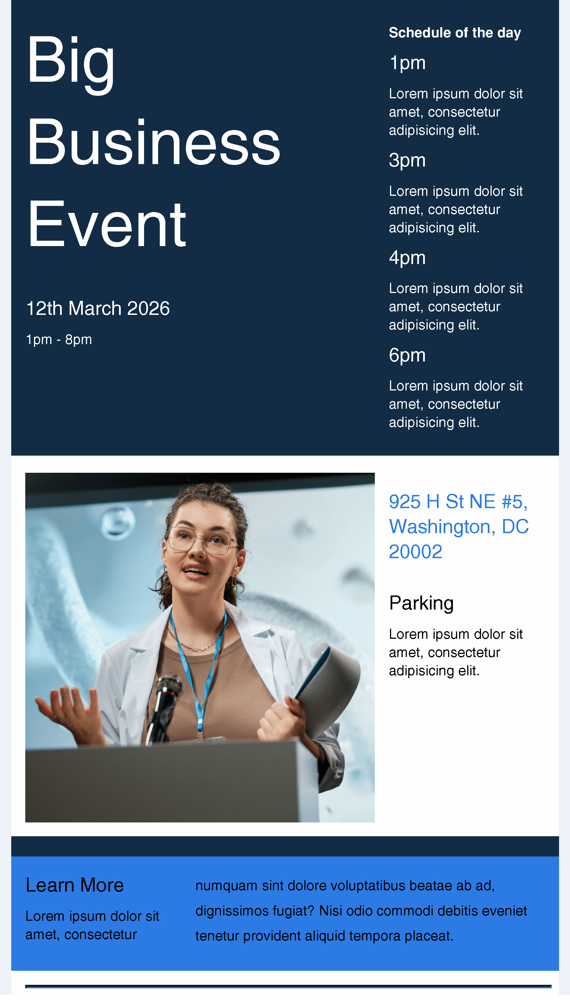 Big
Business
Event
12th March 2026
1pm - 8pm
Schedule of the day
1pm
Lorem ipsum dolor sit
amet, consectetur
adipisicing elit.
3pm
Lorem ipsum dolor sit
amet, consectetur
adipisicing elit.
4pm
Lorem ipsum dolor sit
amet, consectetur
adipisicing elit.
6pm
Lorem ipsum dolor sit
amet, consectetur
adipisicing elit.
925 H St NE #5,
Washington, DC
20002
Parking
Lorem ipsum dolor sit
amet, consectetur
adipisicing elit.
Learn More
Lorem ipsum dolor sit
amet, consectetur
numquam sint dolore voluptatibus beatae ab ad,
dignissimos fugiat? Nisi odio commodi debitis eveniet
tenetur provident aliquid tempora placeat.